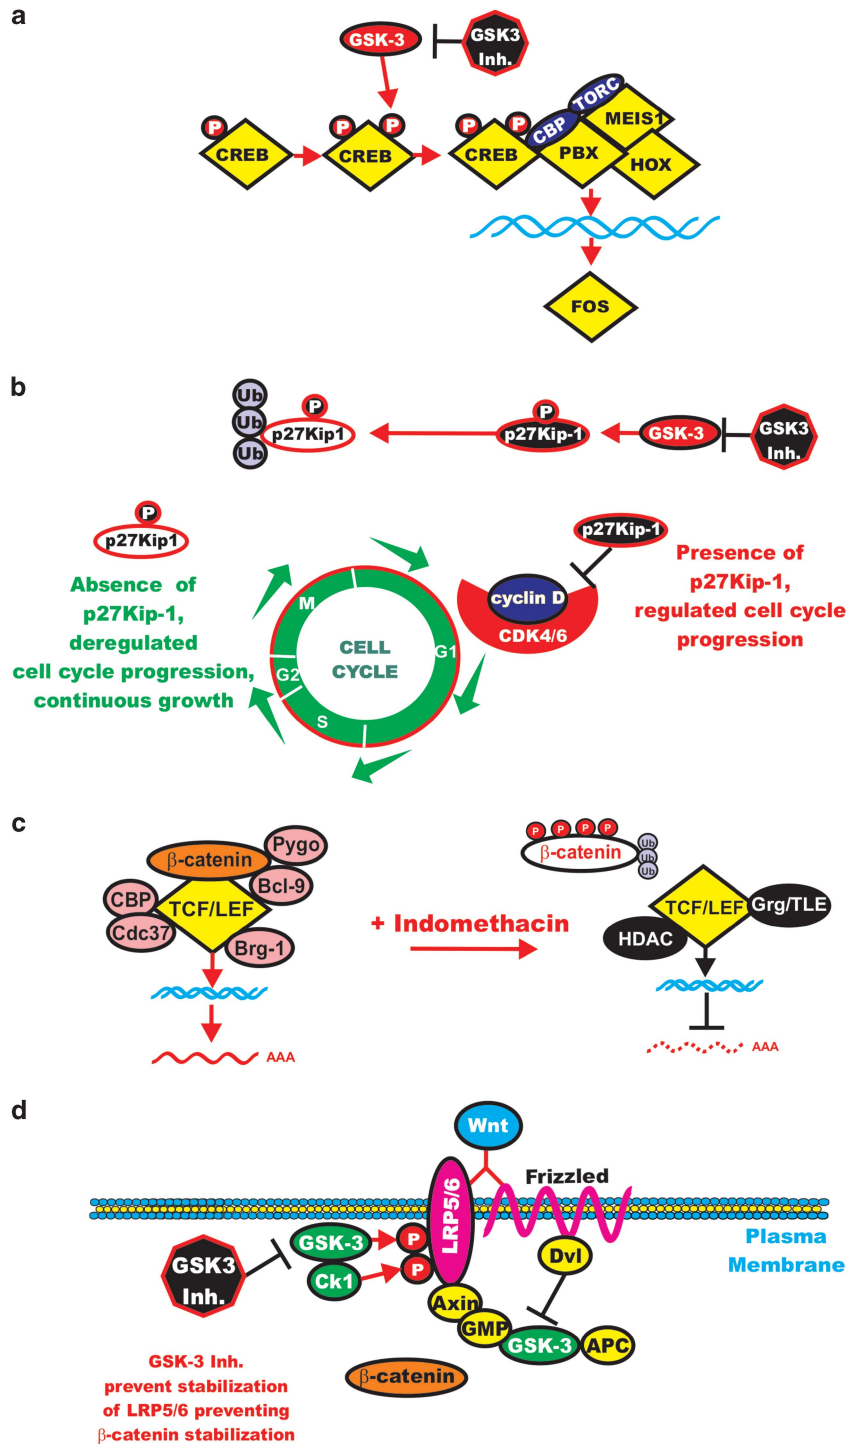 a
GSK-3
GSK3
Inh.
P
P
P
P
P
CREB
CREB
CREB
CBP
TORC
MEIS1
PBX
HOX
FOS
b
Ub
Ub
Ub
P
p27Kip1
P
p27Kip-1
GSK-3
GSK3
Inh.
P
p27Kip1
Absence of
p27Kip-1,
deregulated
cell cycle progression,
continuous growth
M
G1
G2
S
CELL
CYCLE
cyclin D
CDK4/6
p27Kip-1
Presence of
p27Kip-1,
regulated cell cycle
progression
c
β-catenin
Pygo
Bcl-9
CBP
TCF/LEF
Cdc37
Brg-1
AAA
+ Indomethacin
P
P
P
P
β-catenin
Ub
Ub
Ub
TCF/LEF
Grg/TLE
HDAC
AAA
d
Wnt
Frizzled
LRP5/6
GSK-3
P
Ck1
P
GSK3
Inh.
Dvl
Plasma
Membrane
Axin
GMP
GSK-3
APC
β-catenin
GSK-3 Inh.
prevent stabilization
of LRP5/6 preventing
β-catenin stabilization